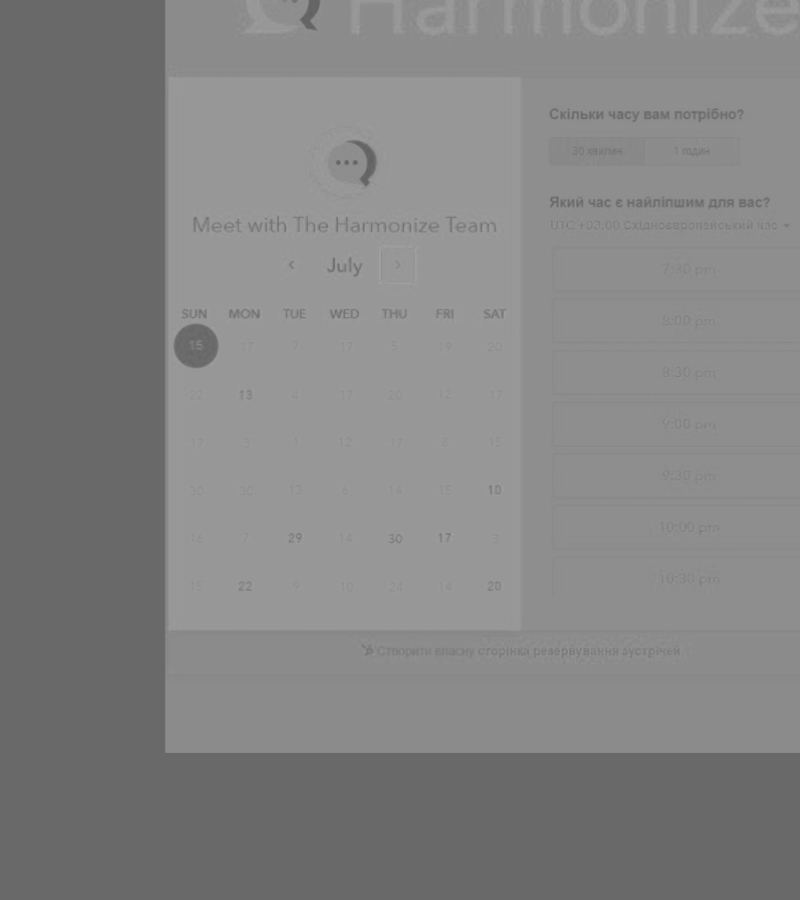 Harmonize
Meet with The Harmonize Team
July
SUN MON TUE WED THU FRI SAT
15 17 7 17 5 19 20
22 13 4 17 20 12 17
17 3 1 12 17 8 15
30 30 13 6 14 15 10
16 7 29 14 30 17 3
15 22 9 10 24 14 20
Скільки часу вам потрібно?
30 хвилин 1 годин
Який час є найліпшим для вас?
UTC +03:00 Східноєвропейський час
7:30 pm
8:00 pm
8:30 pm
9:00 pm
9:30 pm
10:00 pm
10:30 pm
Створити власну сторінка резервування зустрічей